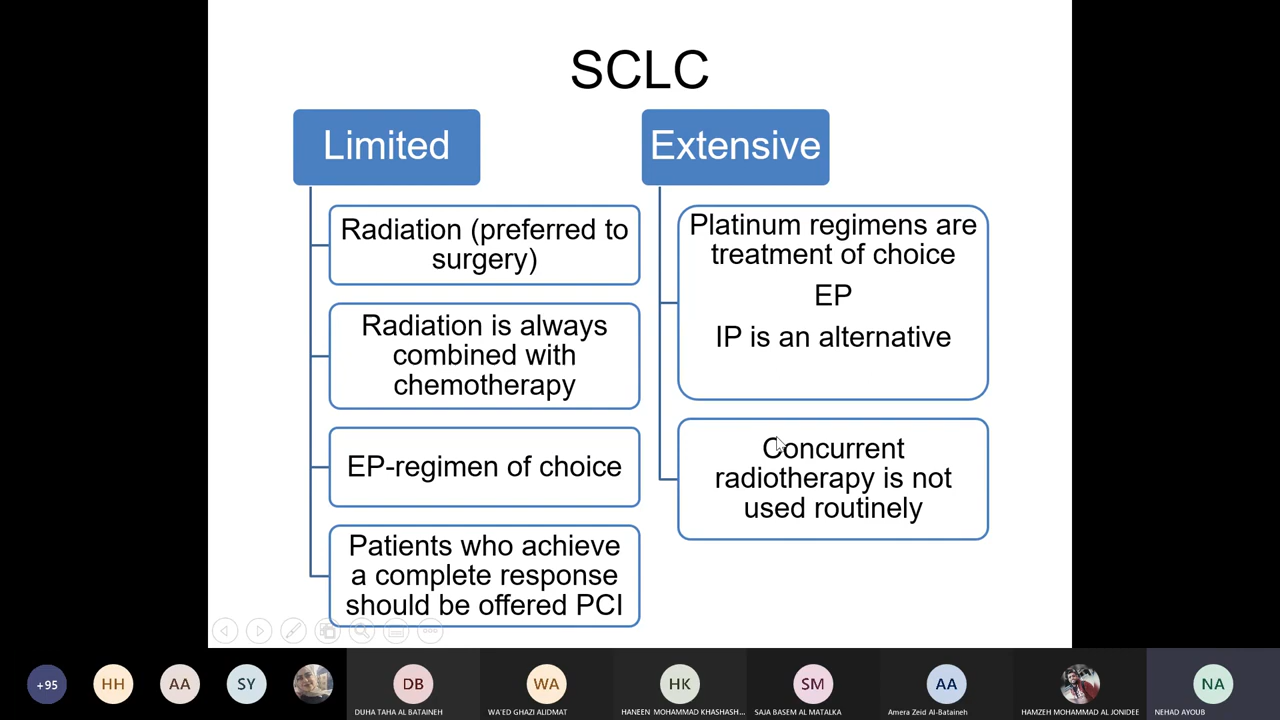 SCLC
Limited
Radiation (preferred to
surgery)
Radiation is always
combined with
chemotherapy
EP-regimen of choice
Patients who achieve
a complete response
should be offered PCI
Extensive
Platinum regimens are
treatment of choice
EP
IP is an alternative
Concurrent
radiotherapy is not
used routinely
+95
HH
AA
SY
DB
DUHA TAHA AL BATAINEH
WA
WA'ED GHAZI ALIDMAT
HK
HANEEN MOHAMMAD KHASHASH...
SM
SAJA BASEM AL MATALKA
AA
Amera Zeid Al-Bataineh
HAMZEH MOHAMMAD AL JONIDEE
NA
NEHAD AYOUB